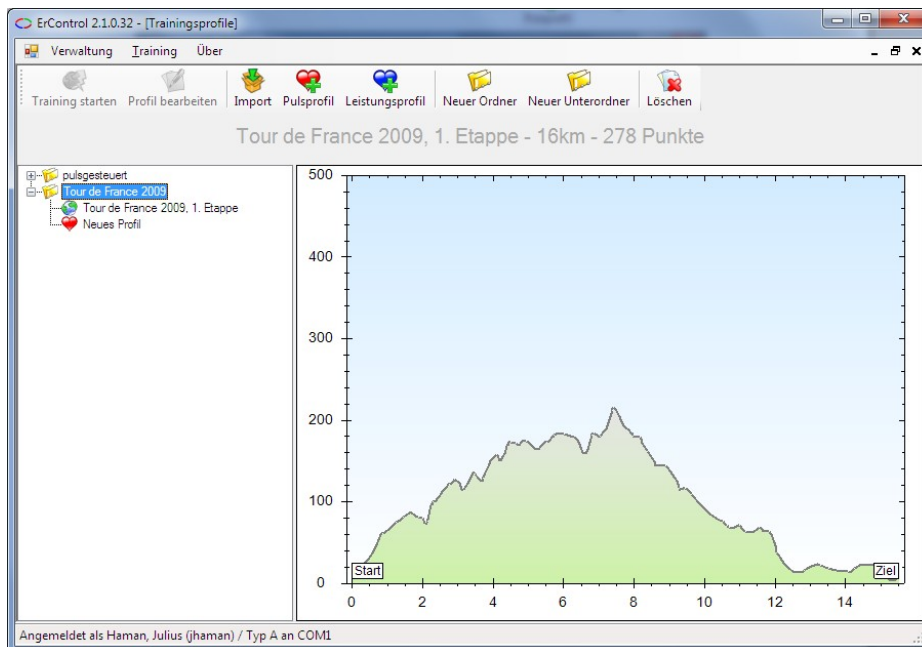 ErControl 2.1.0.32 - [Trainingsprofile]
Verwaltung Training Über
Training starten Profil bearbeiten Import Pulsprofil Leistungsprofil Neuer Ordner Neuer Unterordner Löschen
Tour de France 2009, 1. Etappe - 16km - 278 Punkte
pulsgesteuert
Tour de France 2009
Tour de France 2009, 1. Etappe
Neues Profil
500
400
300
200
100
0
Start Ziel
0 2 4 6 8 10 12 14
Angemeldet als Haman, Julius (jhaman) / Typ A an COM1